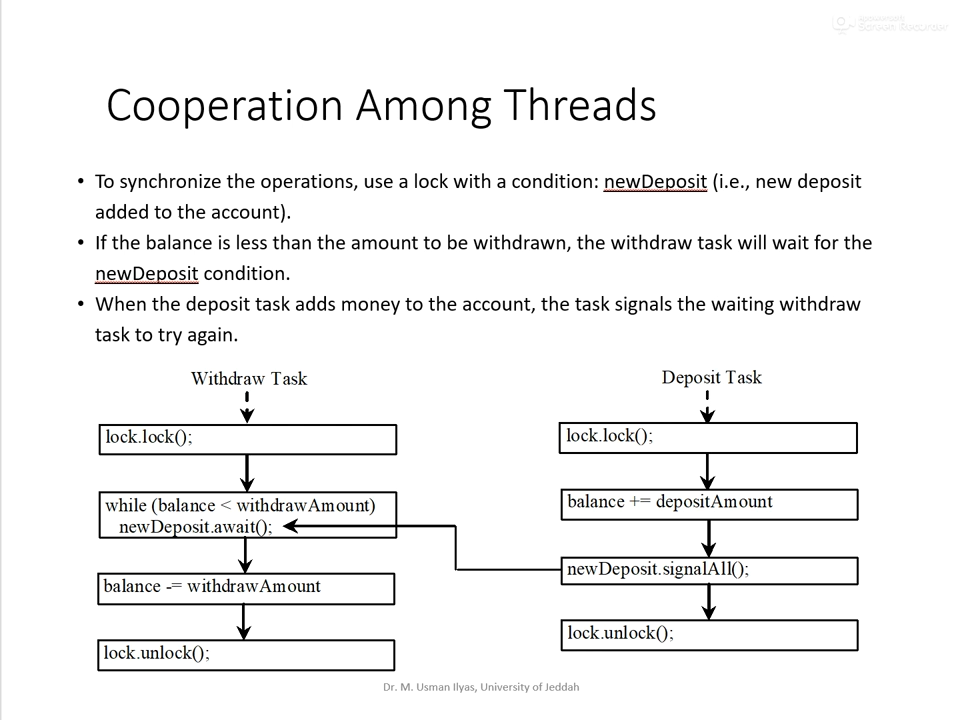 Screen Recorder
Cooperation Among Threads
• To synchronize the operations, use a lock with a condition: newDeposit (i.e., new deposit
added to the account).
• If the balance is less than the amount to be withdrawn, the withdraw task will wait for the
newDeposit condition.
• When the deposit task adds money to the account, the task signals the waiting withdraw
task to try again.
Withdraw Task
lock.lock();
while (balance < withdrawAmount)
newDeposit.await();
balance -= withdrawAmount
lock.unlock();
Deposit Task
lock.lock();
balance += depositAmount
newDeposit.signalAll();
lock.unlock();
Dr. M. Usman Ilyas, University of Jeddah